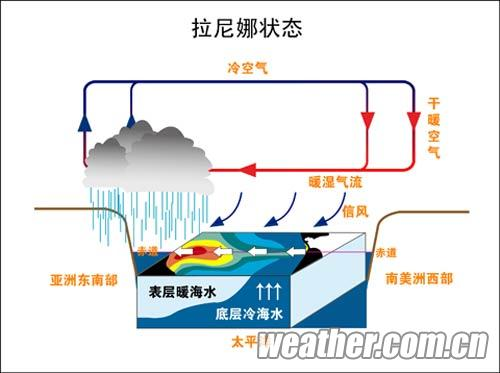 拉尼娜状态
冷空气
干暖空气
暖湿气流
信风
赤道
赤道
亚洲东南部
南美洲西部
表层暖海水
底层冷海水
太平
weather.com.cn